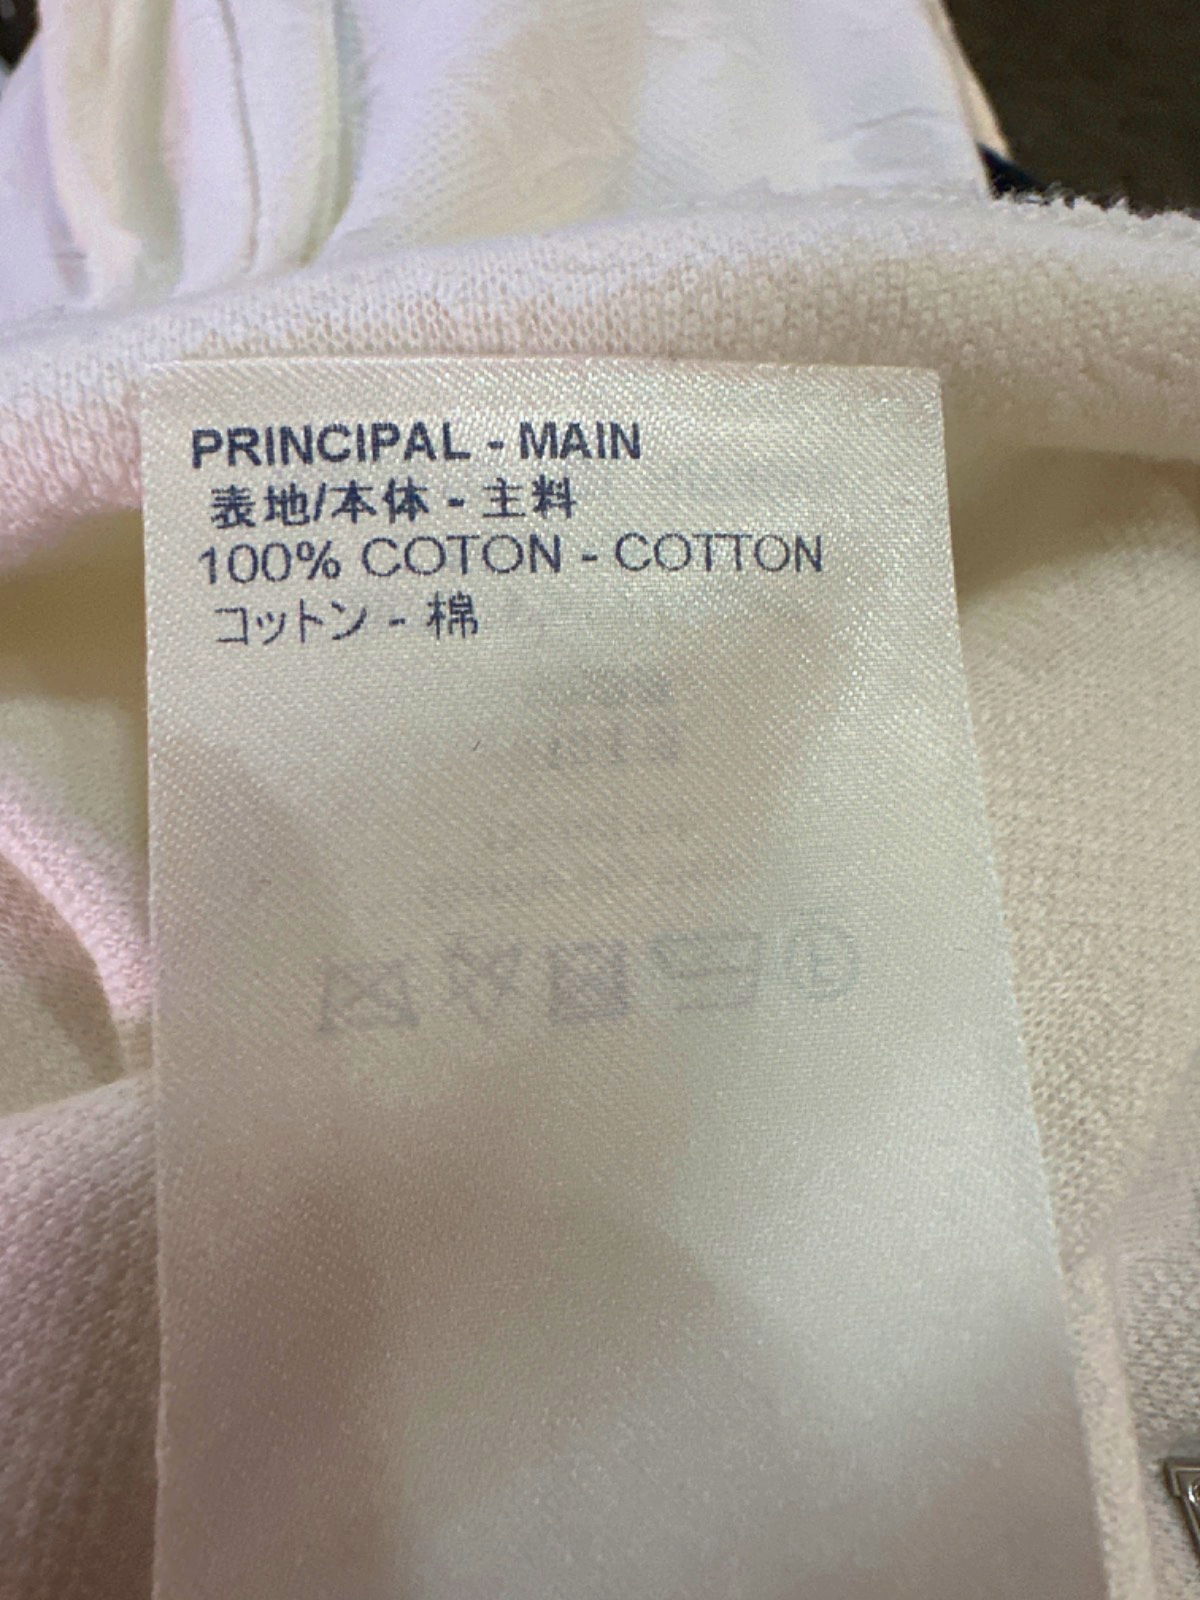 PRINCIPAL - MAIN
表地/本体 - 主料
100% COTON - COTTON
コットン - 棉